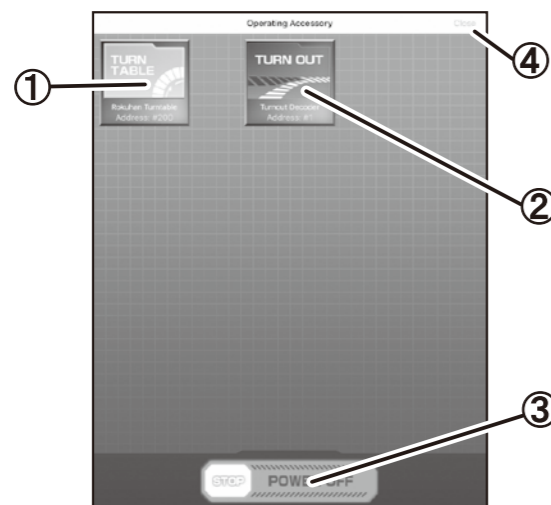 Operating Accessory Close
④
TURN
TABLE
①
Rokuhan Turntable
Address: #200
TURN OUT
Turnout Decoder
Address: #1
②
③
STOP POWER OFF